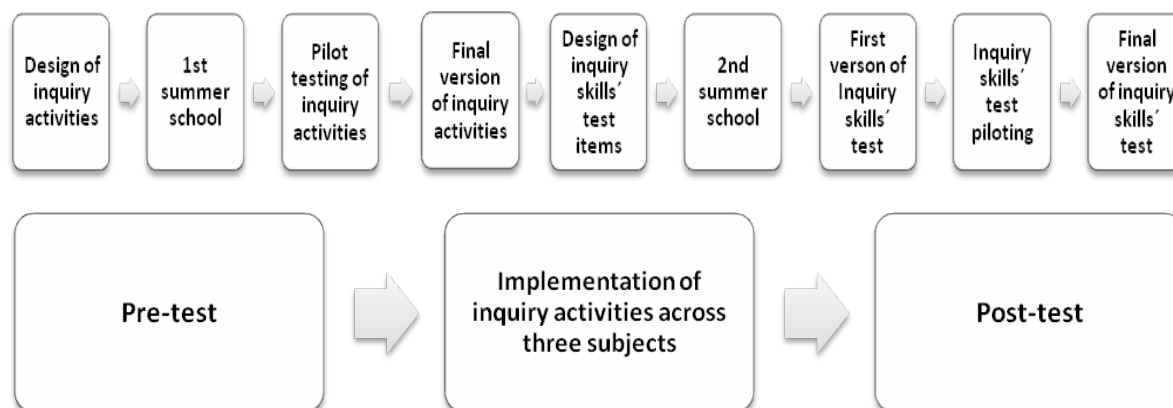 Design of
inquiry
activities
1st
summer
school
Pilot
testing of
inquiry
activities
Final
version
of inquiry
activities
Design of
inquiry
skills´
test
items
2nd
summer
school
First
verson of
Inquiry
skills´
test
Inquiry
skills´
test
piloting
Final
version
of inquiry
skills´
test
Pre-test
Implementation of
inquiry activities across
three subjects
Post-test